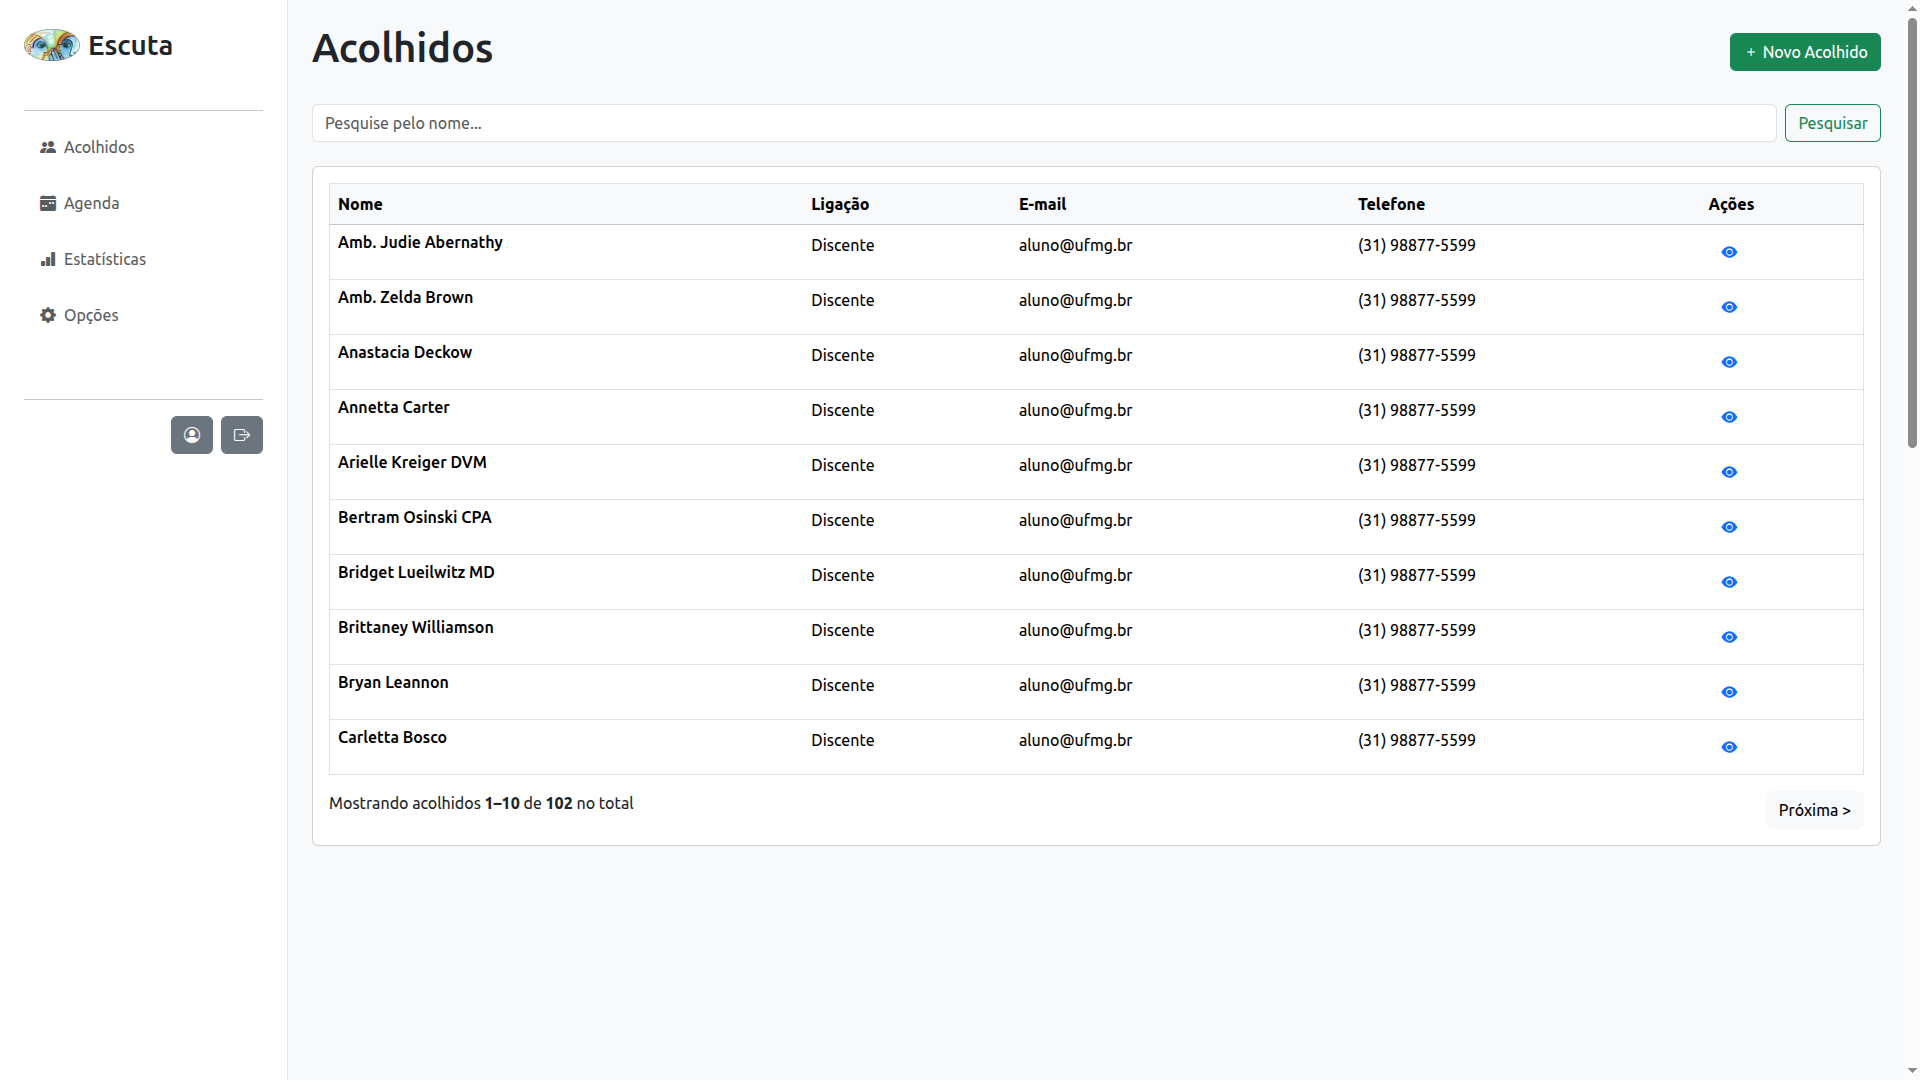 Escuta
Acolhidos
Agenda
Estatísticas
Opções
Acolhidos
+ Novo Acolhido
Pesquise pelo nome...
Pesquisar
Nome Ligação E-mail Telefone Ações
Amb. Judie Abernathy Discente aluno@ufmg.br (31) 98877-5599
Amb. Zelda Brown Discente aluno@ufmg.br (31) 98877-5599
Anastacia Deckow Discente aluno@ufmg.br (31) 98877-5599
Annetta Carter Discente aluno@ufmg.br (31) 98877-5599
Arielle Kreiger DVM Discente aluno@ufmg.br (31) 98877-5599
Bertram Osinski CPA Discente aluno@ufmg.br (31) 98877-5599
Bridget Lueilwitz MD Discente aluno@ufmg.br (31) 98877-5599
Brittaney Williamson Discente aluno@ufmg.br (31) 98877-5599
Bryan Leannon Discente aluno@ufmg.br (31) 98877-5599
Carletta Bosco Discente aluno@ufmg.br (31) 98877-5599
Mostrando acolhidos 1–10 de 102 no total
Próxima >